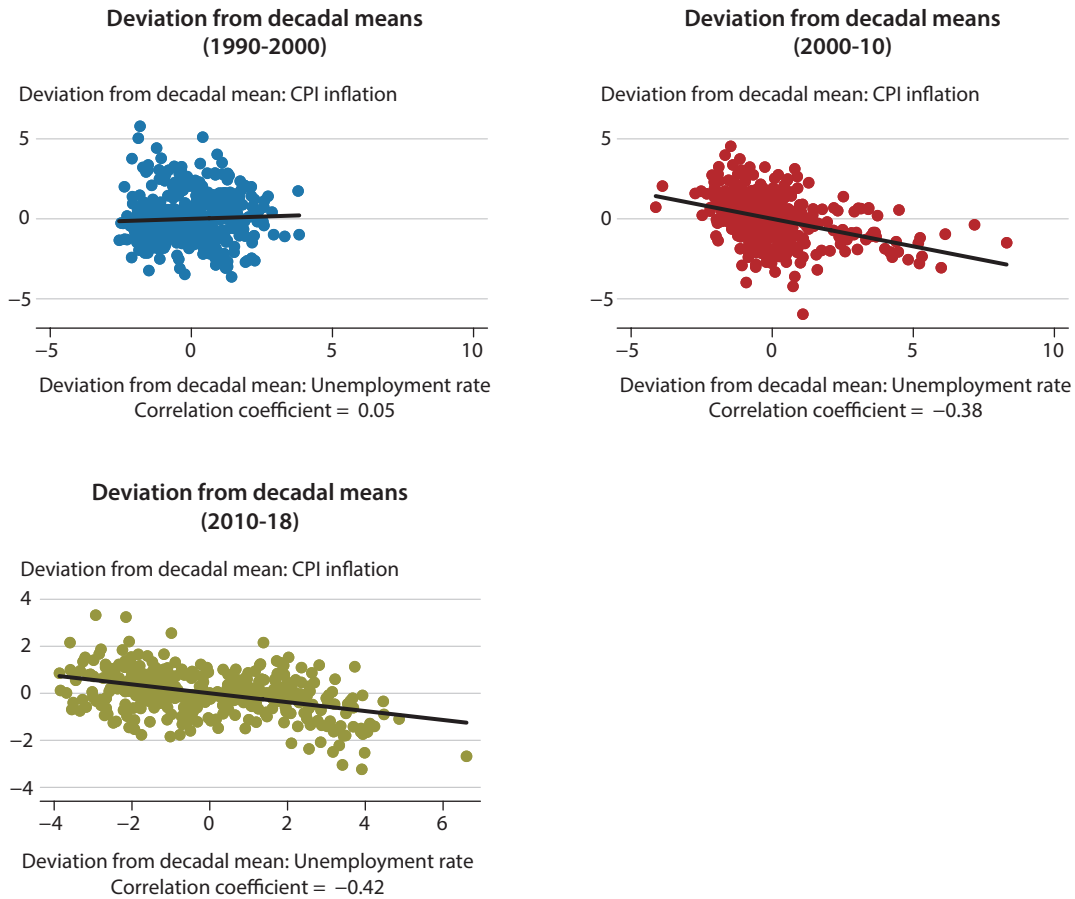 Deviation from decadal means
(1990-2000)
Deviation from decadal mean: CPI inflation
5
0
−5
−5 0 5 10
Deviation from decadal mean: Unemployment rate
Correlation coefficient = 0.05
Deviation from decadal means
(2000-10)
Deviation from decadal mean: CPI inflation
5
0
−5
−5 0 5 10
Deviation from decadal mean: Unemployment rate
Correlation coefficient = −0.38
Deviation from decadal means
(2010-18)
Deviation from decadal mean: CPI inflation
4
2
0
−2
−4
−4 −2 0 2 4 6
Deviation from decadal mean: Unemployment rate
Correlation coefficient = −0.42